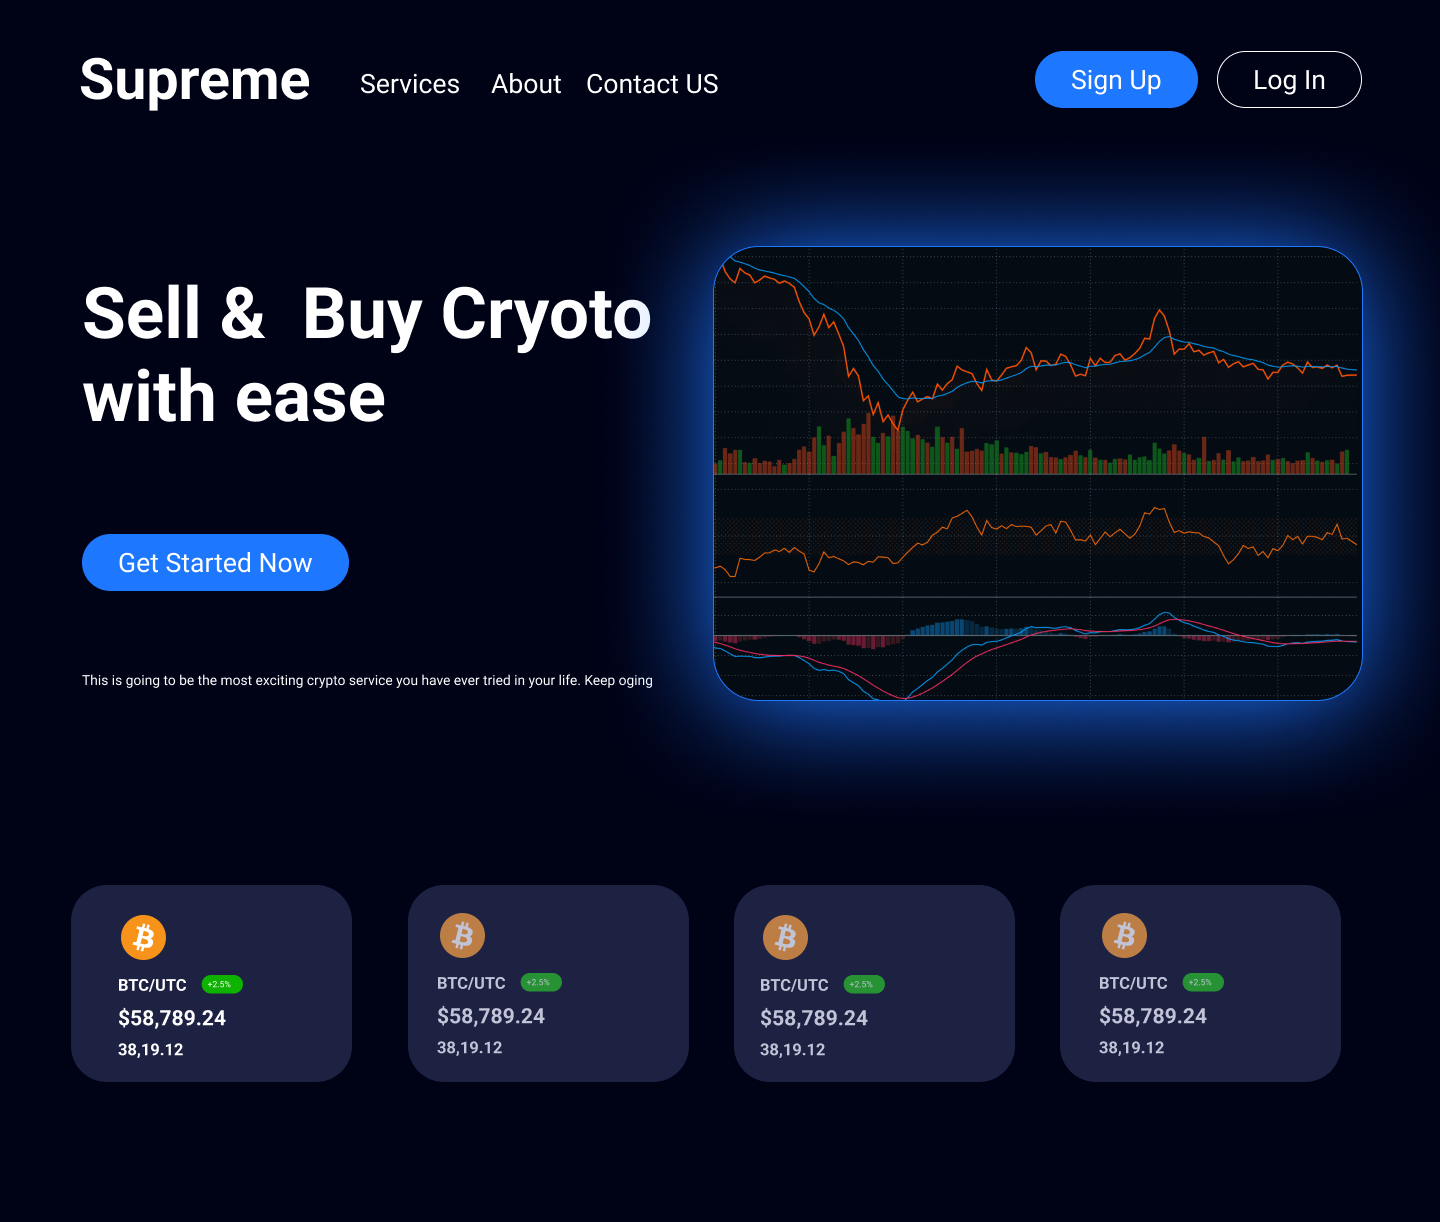 Supreme Services About Contact US Sign Up Log In
Sell & Buy Cryoto
with ease
Get Started Now
This is going to be the most exciting crypto service you have ever tried in your life. Keep oging
BTC/UTC +2.5%
$58,789.24
38,19.12
BTC/UTC +2.5%
$58,789.24
38,19.12
BTC/UTC +2.5%
$58,789.24
38,19.12
BTC/UTC +2.5%
$58,789.24
38,19.12